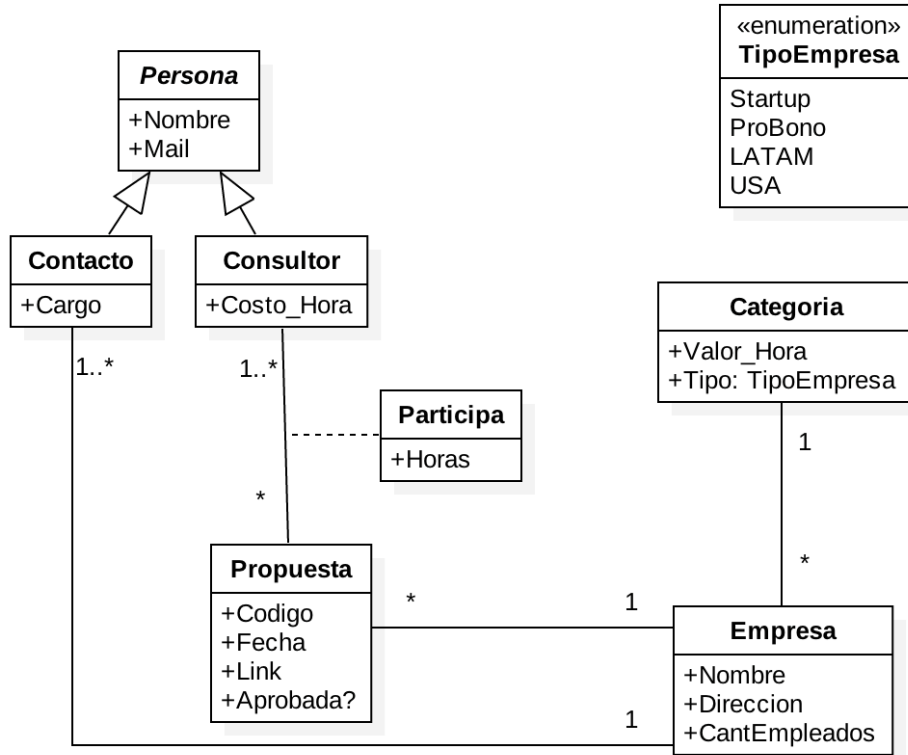 «enumeration»
TipoEmpresa
Startup
ProBono
LATAM
USA
Persona
+Nombre
+Mail
Contacto
+Cargo
Consultor
+Costo_Hora
Categoria
+Valor_Hora
+Tipo: TipoEmpresa
1..*
1..*
Participa
+Horas
1
*
*
Propuesta
+Codigo
+Fecha
+Link
+Aprobada?
*
1
Empresa
+Nombre
+Direccion
+CantEmpleados
1